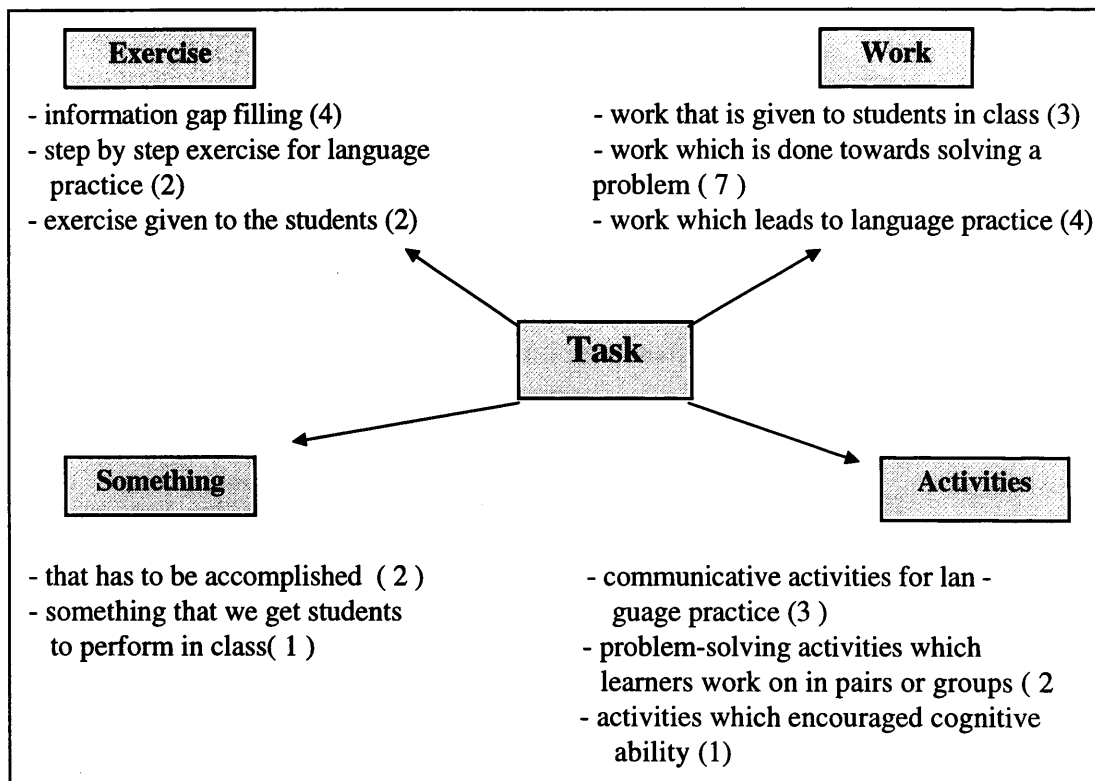 Exercise
- information gap filling (4)
- step by step exercise for language
practice (2)
- exercise given to the students (2)
Work
- work that is given to students in class (3)
- work which is done towards solving a
problem ( 7 )
- work which leads to language practice (4)
Task
Something
- that has to be accomplished ( 2 )
- something that we get students
to perform in class( 1 )
Activities
- communicative activities for lan -
guage practice (3 )
- problem-solving activities which
learners work on in pairs or groups ( 2
- activities which encouraged cognitive
ability (1)